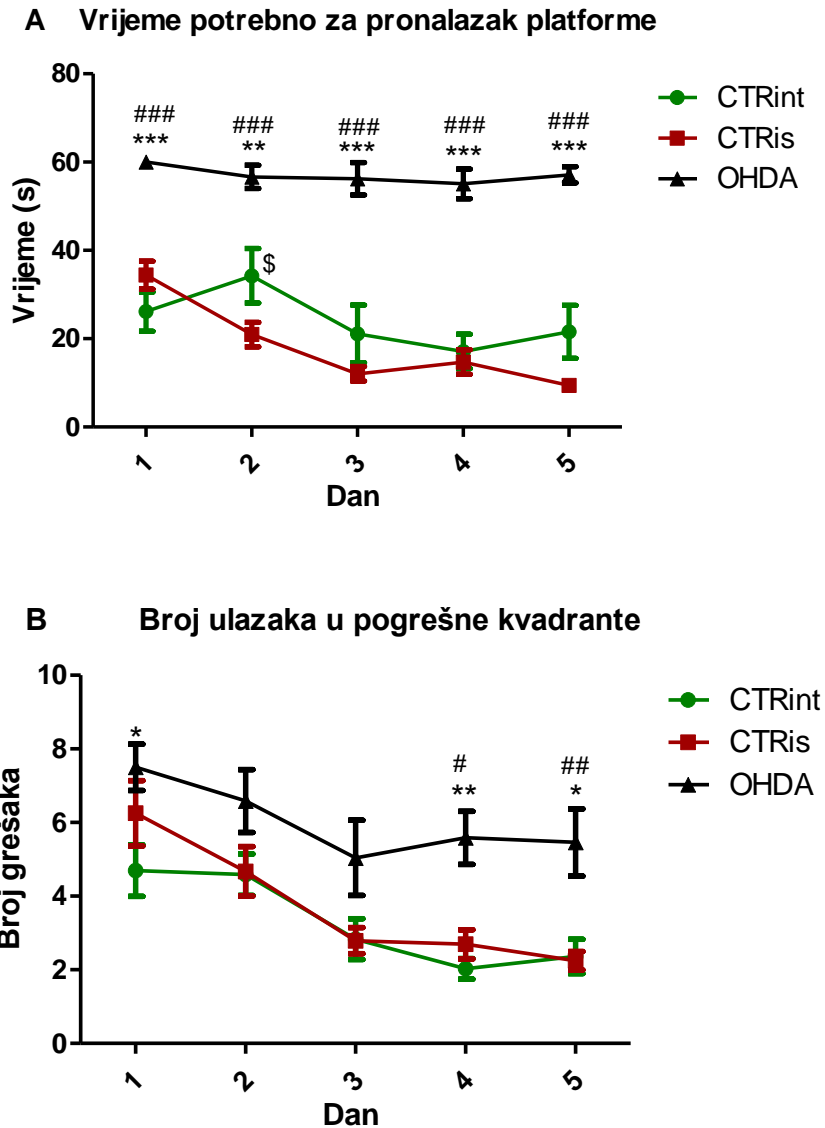 A Vrijeme potrebno za pronalazak platforme
80
60
40
20
0
Vrijeme (s)
### ### ### ### ###
*** ** *** *** ***
$
1 2 3 4 5
Dan
CTRint
CTRis
OHDA
B Broj ulazaka u pogrešne kvadrante
10
8
6
4
2
0
Broj grešaka
# ##
* ** *
1 2 3 4 5
Dan
CTRint
CTRis
OHDA